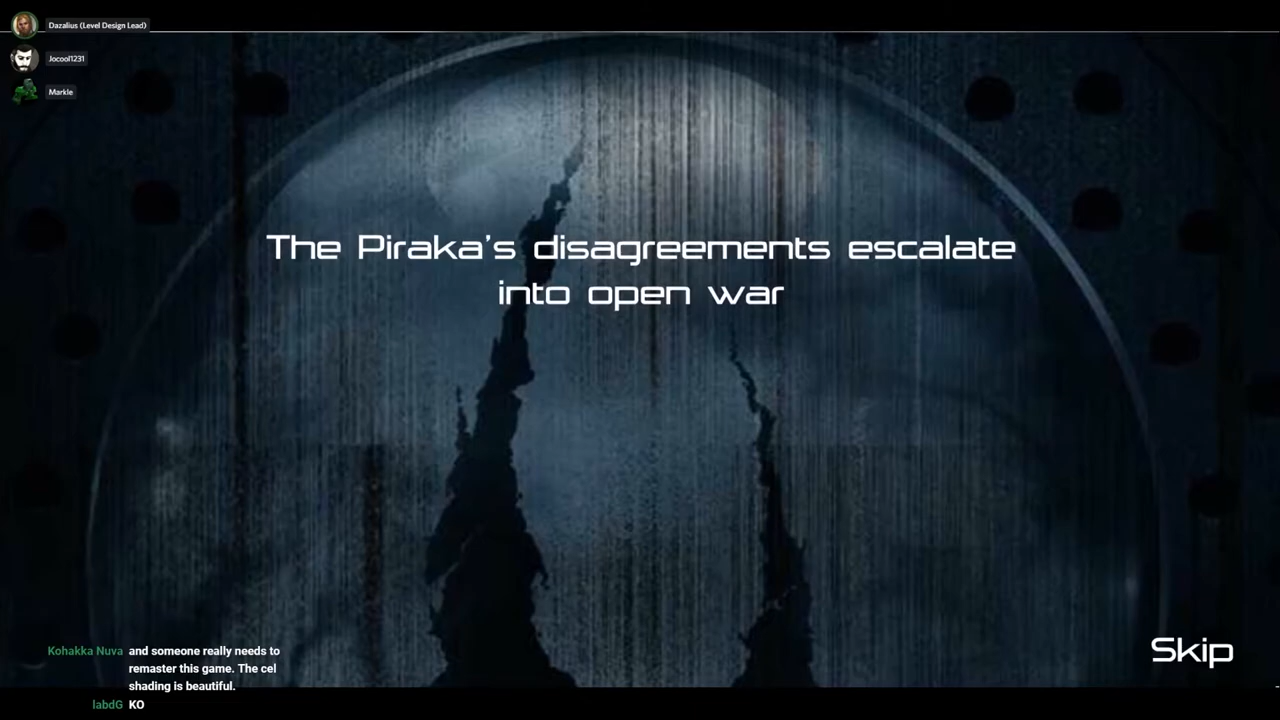 Dazalius (Level Design Lead)
Jocool1231
Markle
The Piraka's disagreements escalate
into open war
Skip
Kohakka Nuva and someone really needs to
remaster this game. The cel
shading is beautiful.
labdG KO